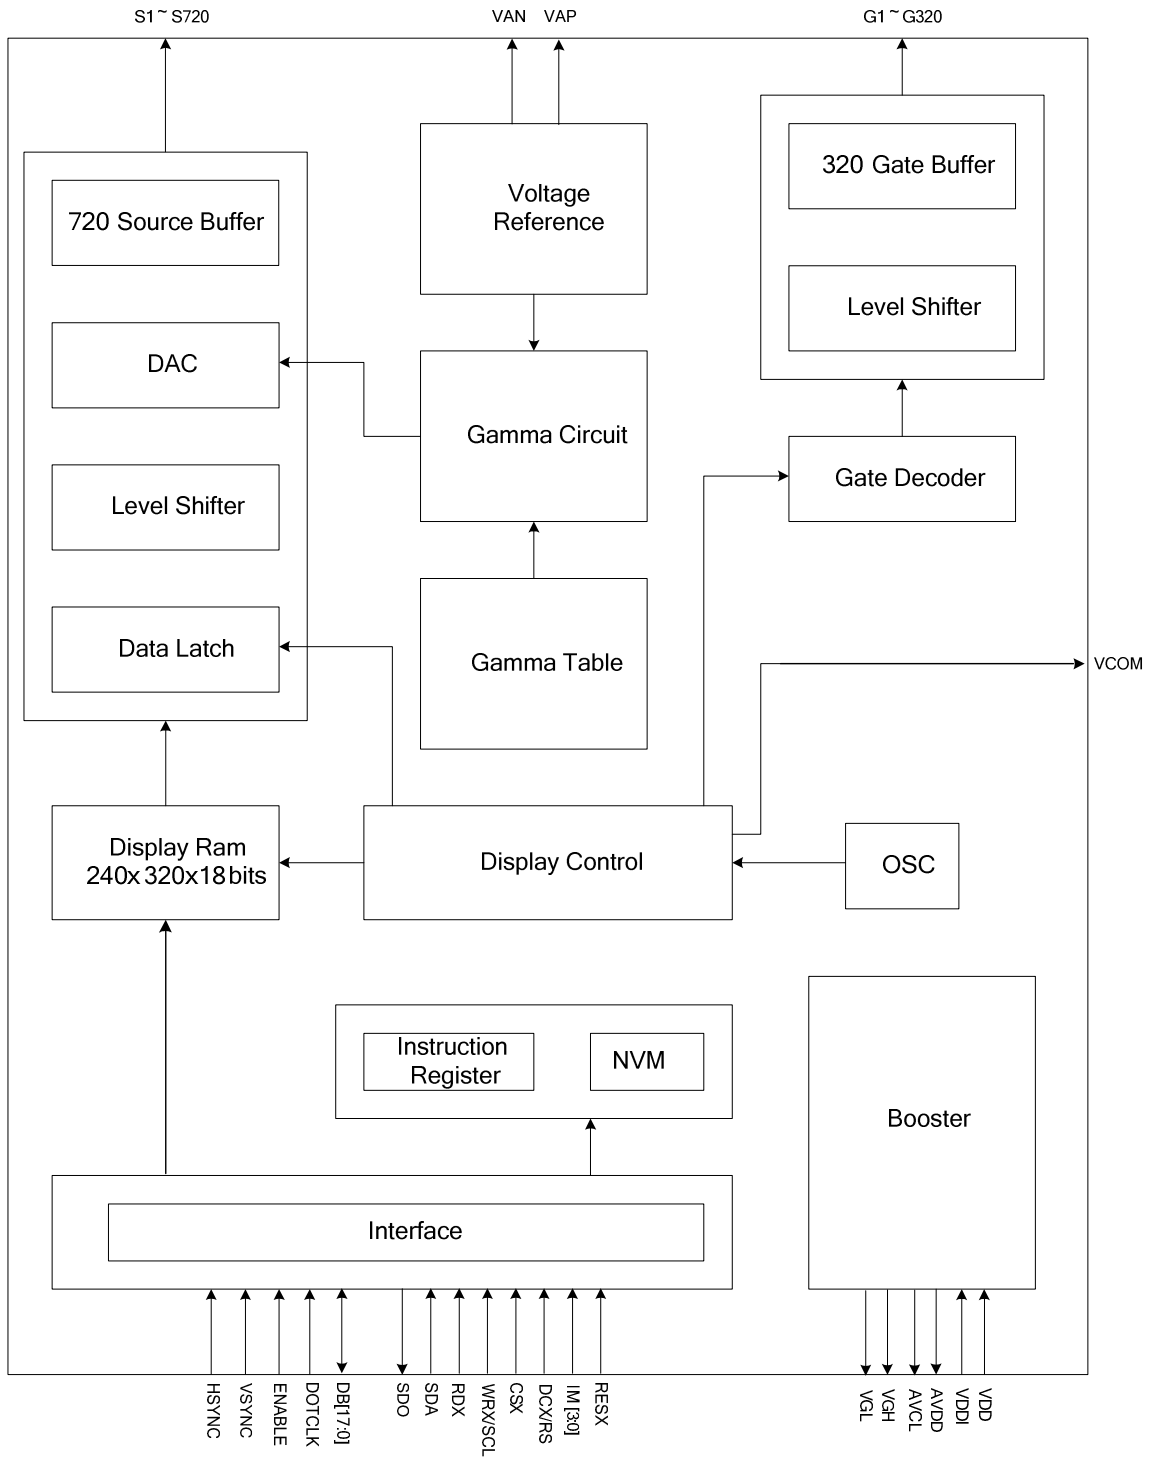 S1~S720
VAN
VAP
G1~G320
720 Source Buffer
DAC
Level Shifter
Data Latch
Voltage
Reference
Gamma Circuit
Gamma Table
320 Gate Buffer
Level Shifter
Gate Decoder
VCOM
Display Ram
240x320x18bits
Display Control
OSC
Instruction
Register
NVM
Booster
Interface
HSYNC
VSYNC
ENABLE
DOTCLK
DB[17:0]
SDO
SDA
RDX
WRX/SCL
CSX
DCX/RS
IM [3:0]
RESX
VGL
VGH
AVCL
AVDD
VDDI
VDD